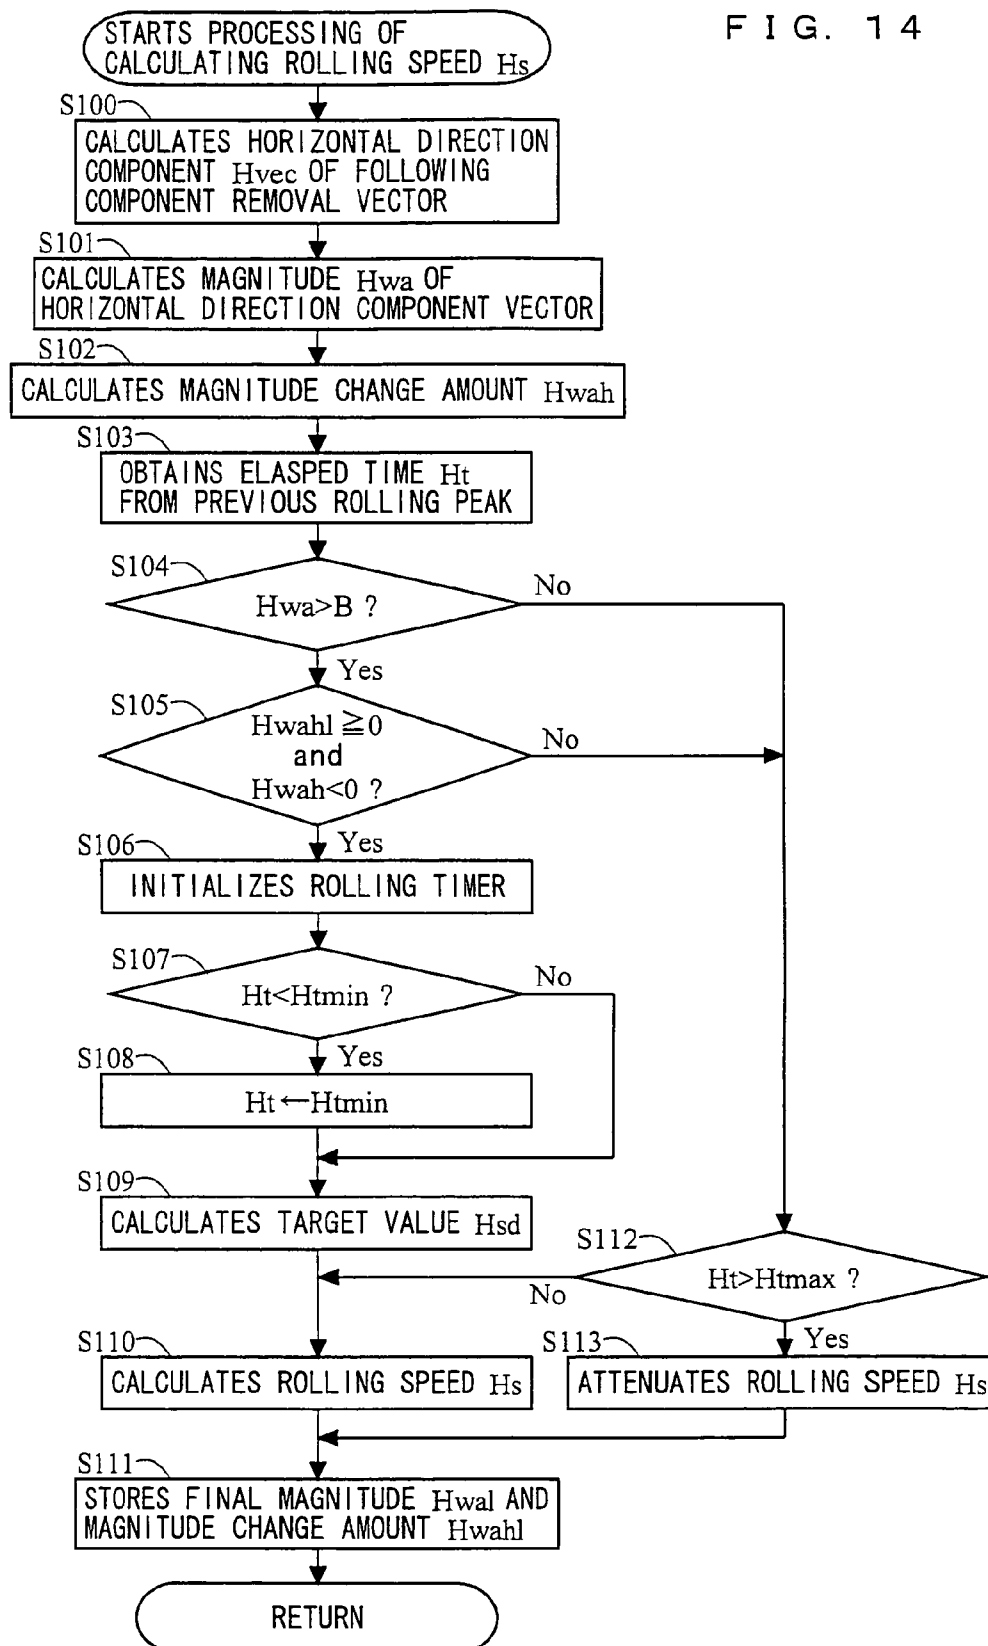 FIG. 14
STARTS PROCESSING OF
CALCULATING ROLLING SPEED Hs
S100
CALCULATES HORIZONTAL DIRECTION
COMPONENT Hvec OF FOLLOWING
COMPONENT REMOVAL VECTOR
S101
CALCULATES MAGNITUDE Hwa OF
HORIZONTAL DIRECTION COMPONENT VECTOR
S102
CALCULATES MAGNITUDE CHANGE AMOUNT Hwah
S103
OBTAINS ELASPED TIME Ht
FROM PREVIOUS ROLLING PEAK
S104
Hwa>B ?
No
Yes
S105
Hwahl ≧0
and
Hwah<0 ?
No
Yes
S106
INITIALIZES ROLLING TIMER
S107
Ht<Htmin ?
No
Yes
S108
Ht←Htmin
S109
CALCULATES TARGET VALUE Hsd
S112
Ht>Htmax ?
No
Yes
S110
CALCULATES ROLLING SPEED Hs
S113
ATTENUATES ROLLING SPEED Hs
S111
STORES FINAL MAGNITUDE Hwal AND
MAGNITUDE CHANGE AMOUNT Hwahl
RETURN